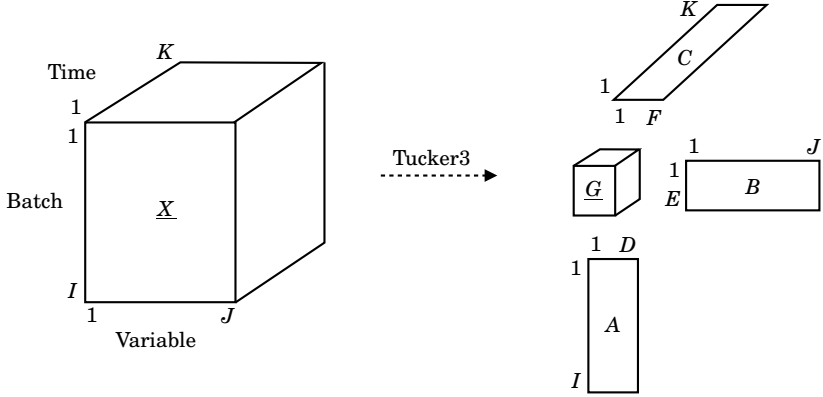 K
Time
1
1
Batch
X
I
1
J
Variable
Tucker3
K
C
1
1
F
G
1
J
1
E
B
1
D
1
A
I